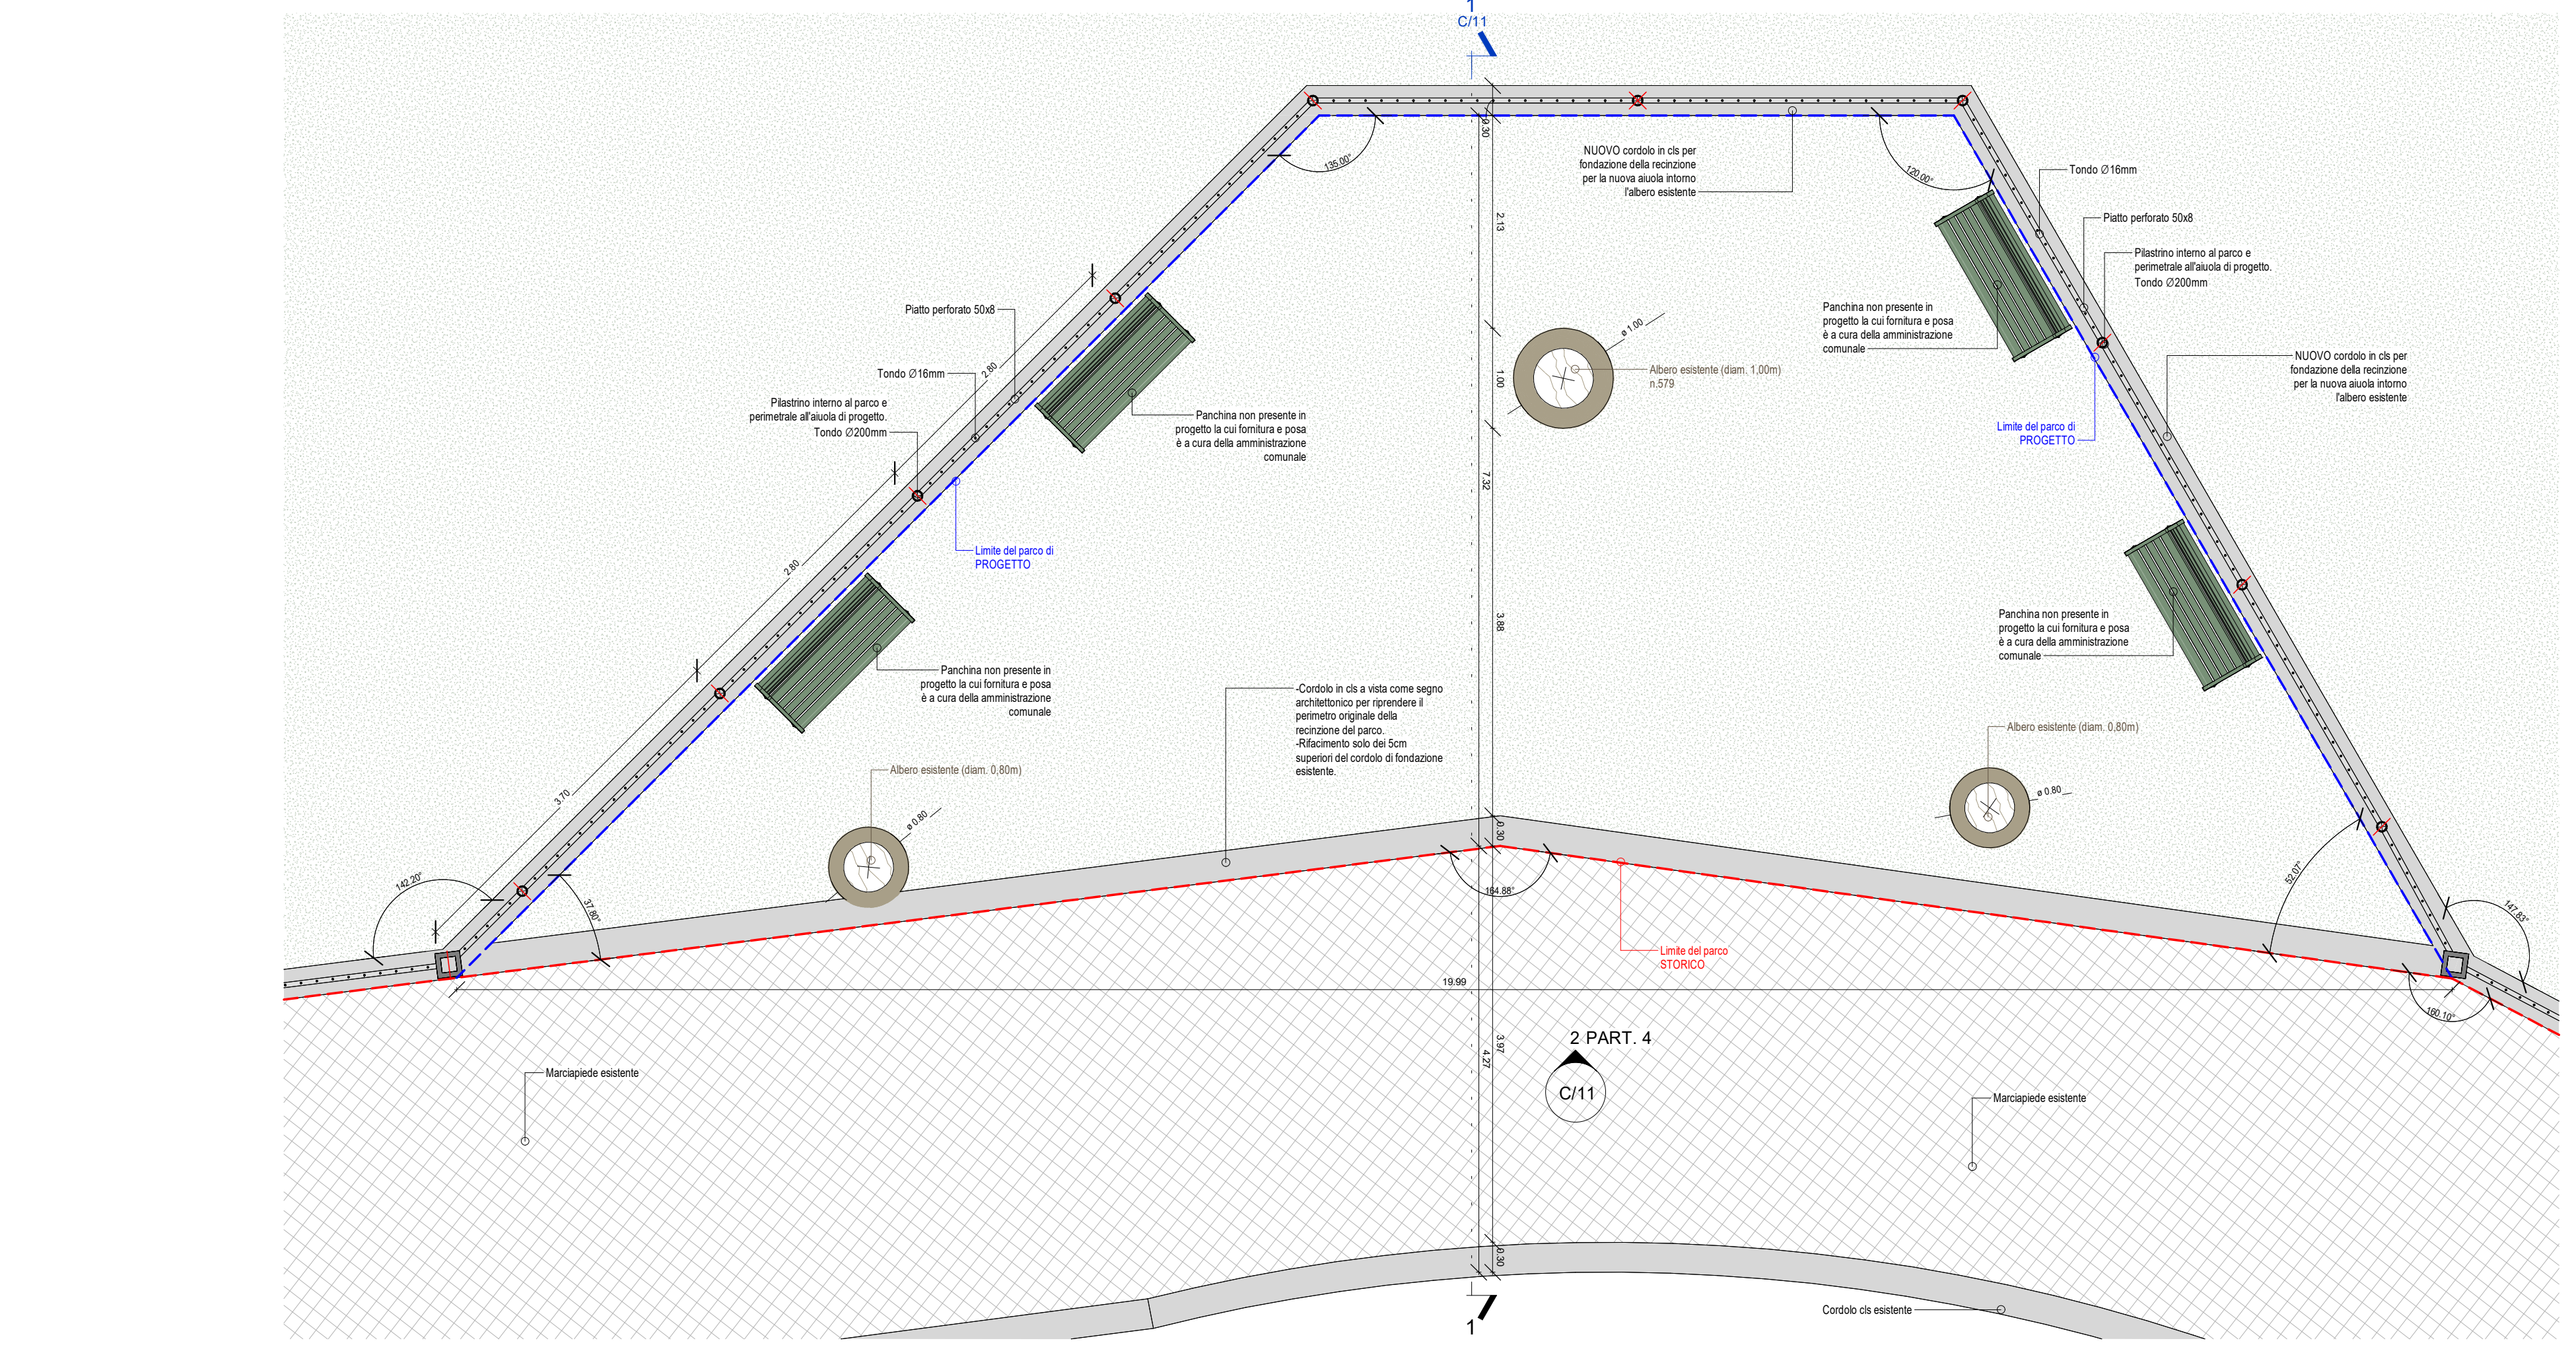 1
C/11
0.30
135.00°
NUOVO cordolo in cls per
fondazione della recinzione
per la nuova aiuola intorno
l'albero esistente
120.00°
Tondo ∅16mm
Piatto perforato 50x8
Pilastrino interno al parco e
perimetrale all'aiuola di progetto.
Tondo ∅200mm
2.13
Piatto perforato 50x8
Panchina non presente in
progetto la cui fornitura e posa
è a cura della amministrazione
comunale
ø 1.00
Albero esistente (diam. 1,00m)
n.579
1.00
NUOVO cordolo in cls per
fondazione della recinzione
per la nuova aiuola intorno
l'albero esistente
2.80
Tondo ∅16mm
Pilastrino interno al parco e
perimetrale all'aiuola di progetto.
Tondo ∅200mm
Panchina non presente in
progetto la cui fornitura e posa
è a cura della amministrazione
comunale
Limite del parco di
PROGETTO
7.32
2.80
Limite del parco di
PROGETTO
3.88
Panchina non presente in
progetto la cui fornitura e posa
è a cura della amministrazione
comunale
Panchina non presente in
progetto la cui fornitura e posa
è a cura della amministrazione
comunale
-Cordolo in cls a vista come segno
architettonico per riprendere il
perimetro originale della
recinzione del parco.
-Rifacimento solo dei 5cm
superiori del cordolo di fondazione
esistente.
Albero esistente (diam. 0,80m)
Albero esistente (diam. 0,80m)
3.70
ø 0.80
ø 0.80
0.30
142.20°
37.80°
164.88°
52.07°
147.83°
Limite del parco
STORICO
19.99
160.10°
2 PART. 4
C/11
3.97
4.27
Marciapiede esistente
Marciapiede esistente
0.30
Cordolo cls esistente
1